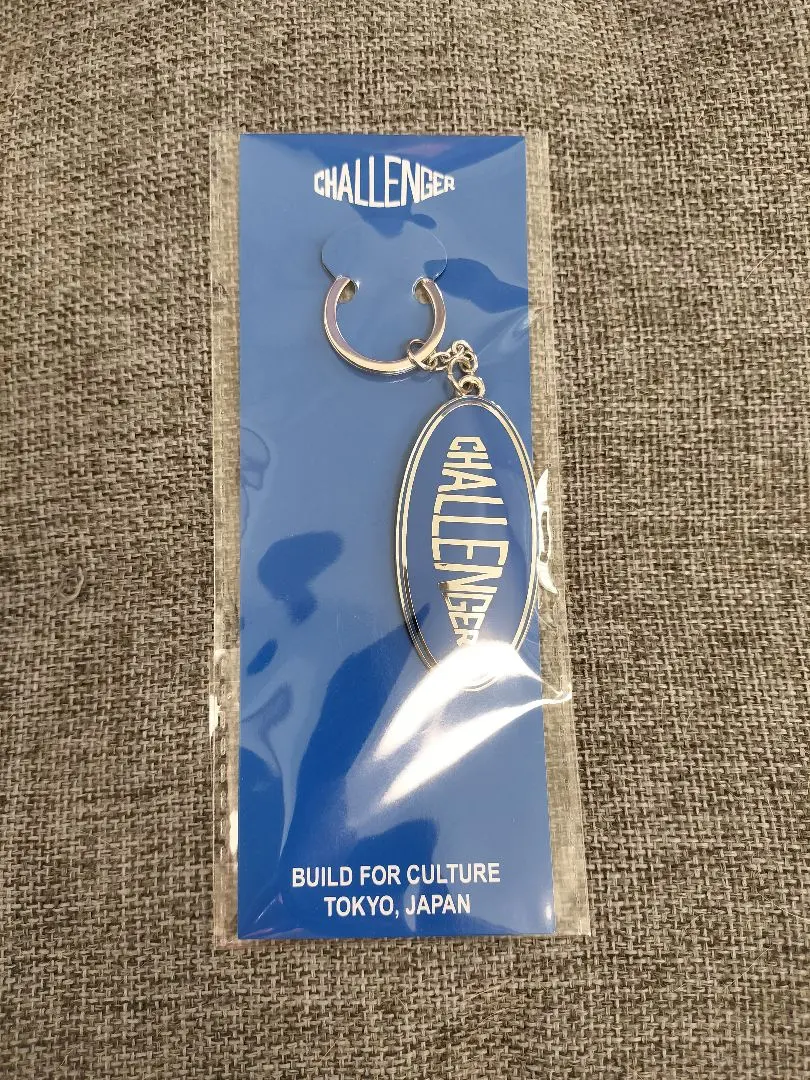 CHALLENGER
CHALLENGER
BUILD FOR CULTURE
TOKYO, JAPAN